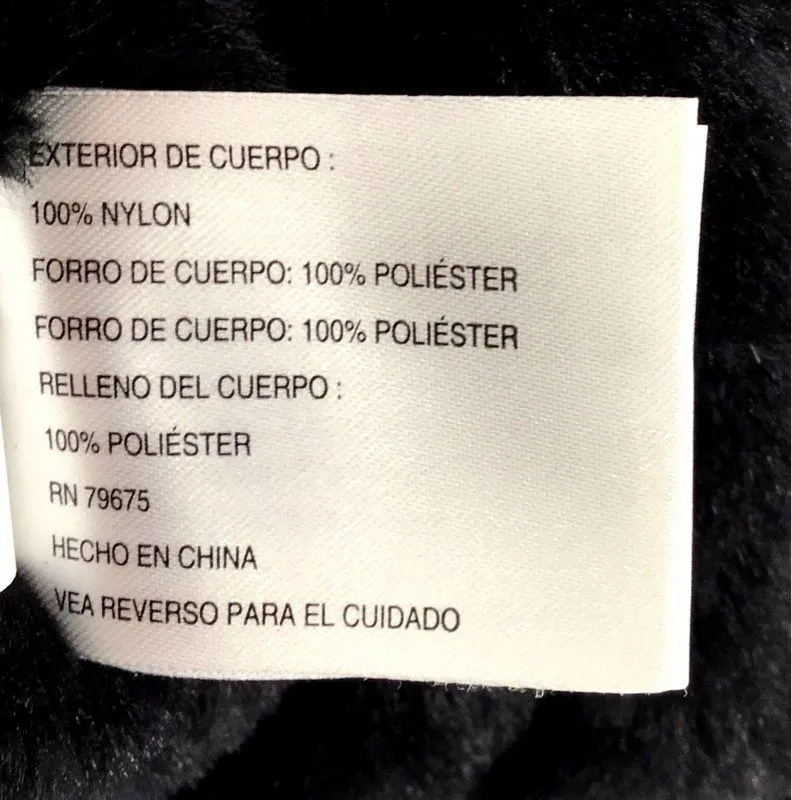 EXTERIOR DE CUERPO :
100% NYLON
FORRO DE CUERPO: 100% POLIÉSTER
FORRO DE CUERPO: 100% POLIÉSTER
RELLENO DEL CUERPO :
100% POLIÉSTER
RN 79675
HECHO EN CHINA
VEA REVERSO PARA EL CUIDADO